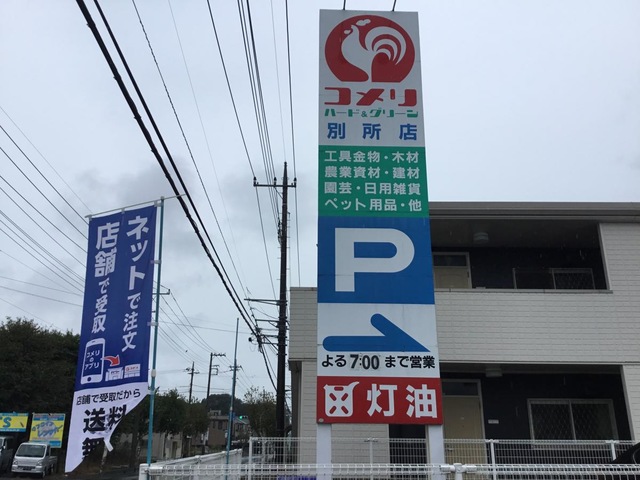 コメリ
ハード&グリーン
別所店
工具金物・木材
農業資材・建材
園芸・日用雑貨
ペット用品・他
P
よる7:00まで営業
灯油
ネットで注文
店舗で受取
コメリの
アプリ
店舗で受取だから
送料
無